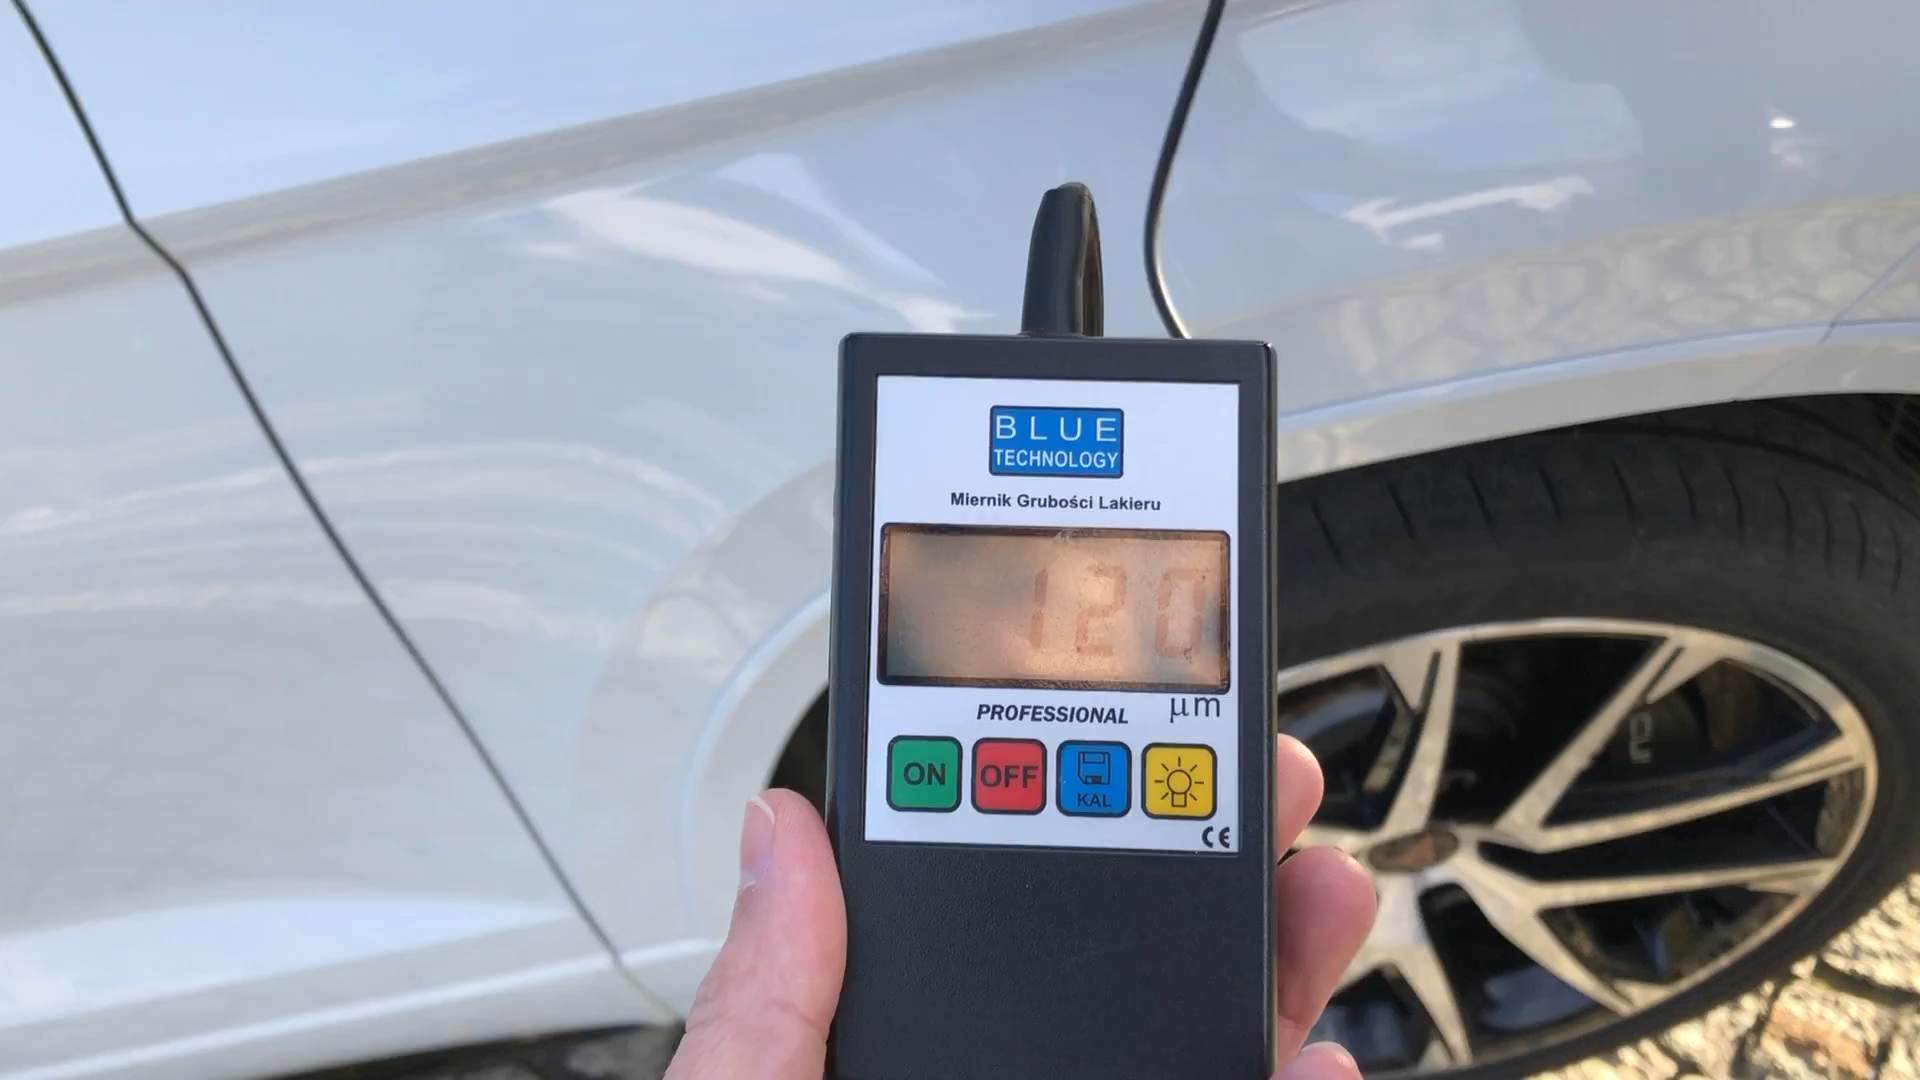 BLUE
TECHNOLOGY
Miernik Grubości Lakieru
120
µm
PROFESSIONAL
ON
OFF
KAL
CE